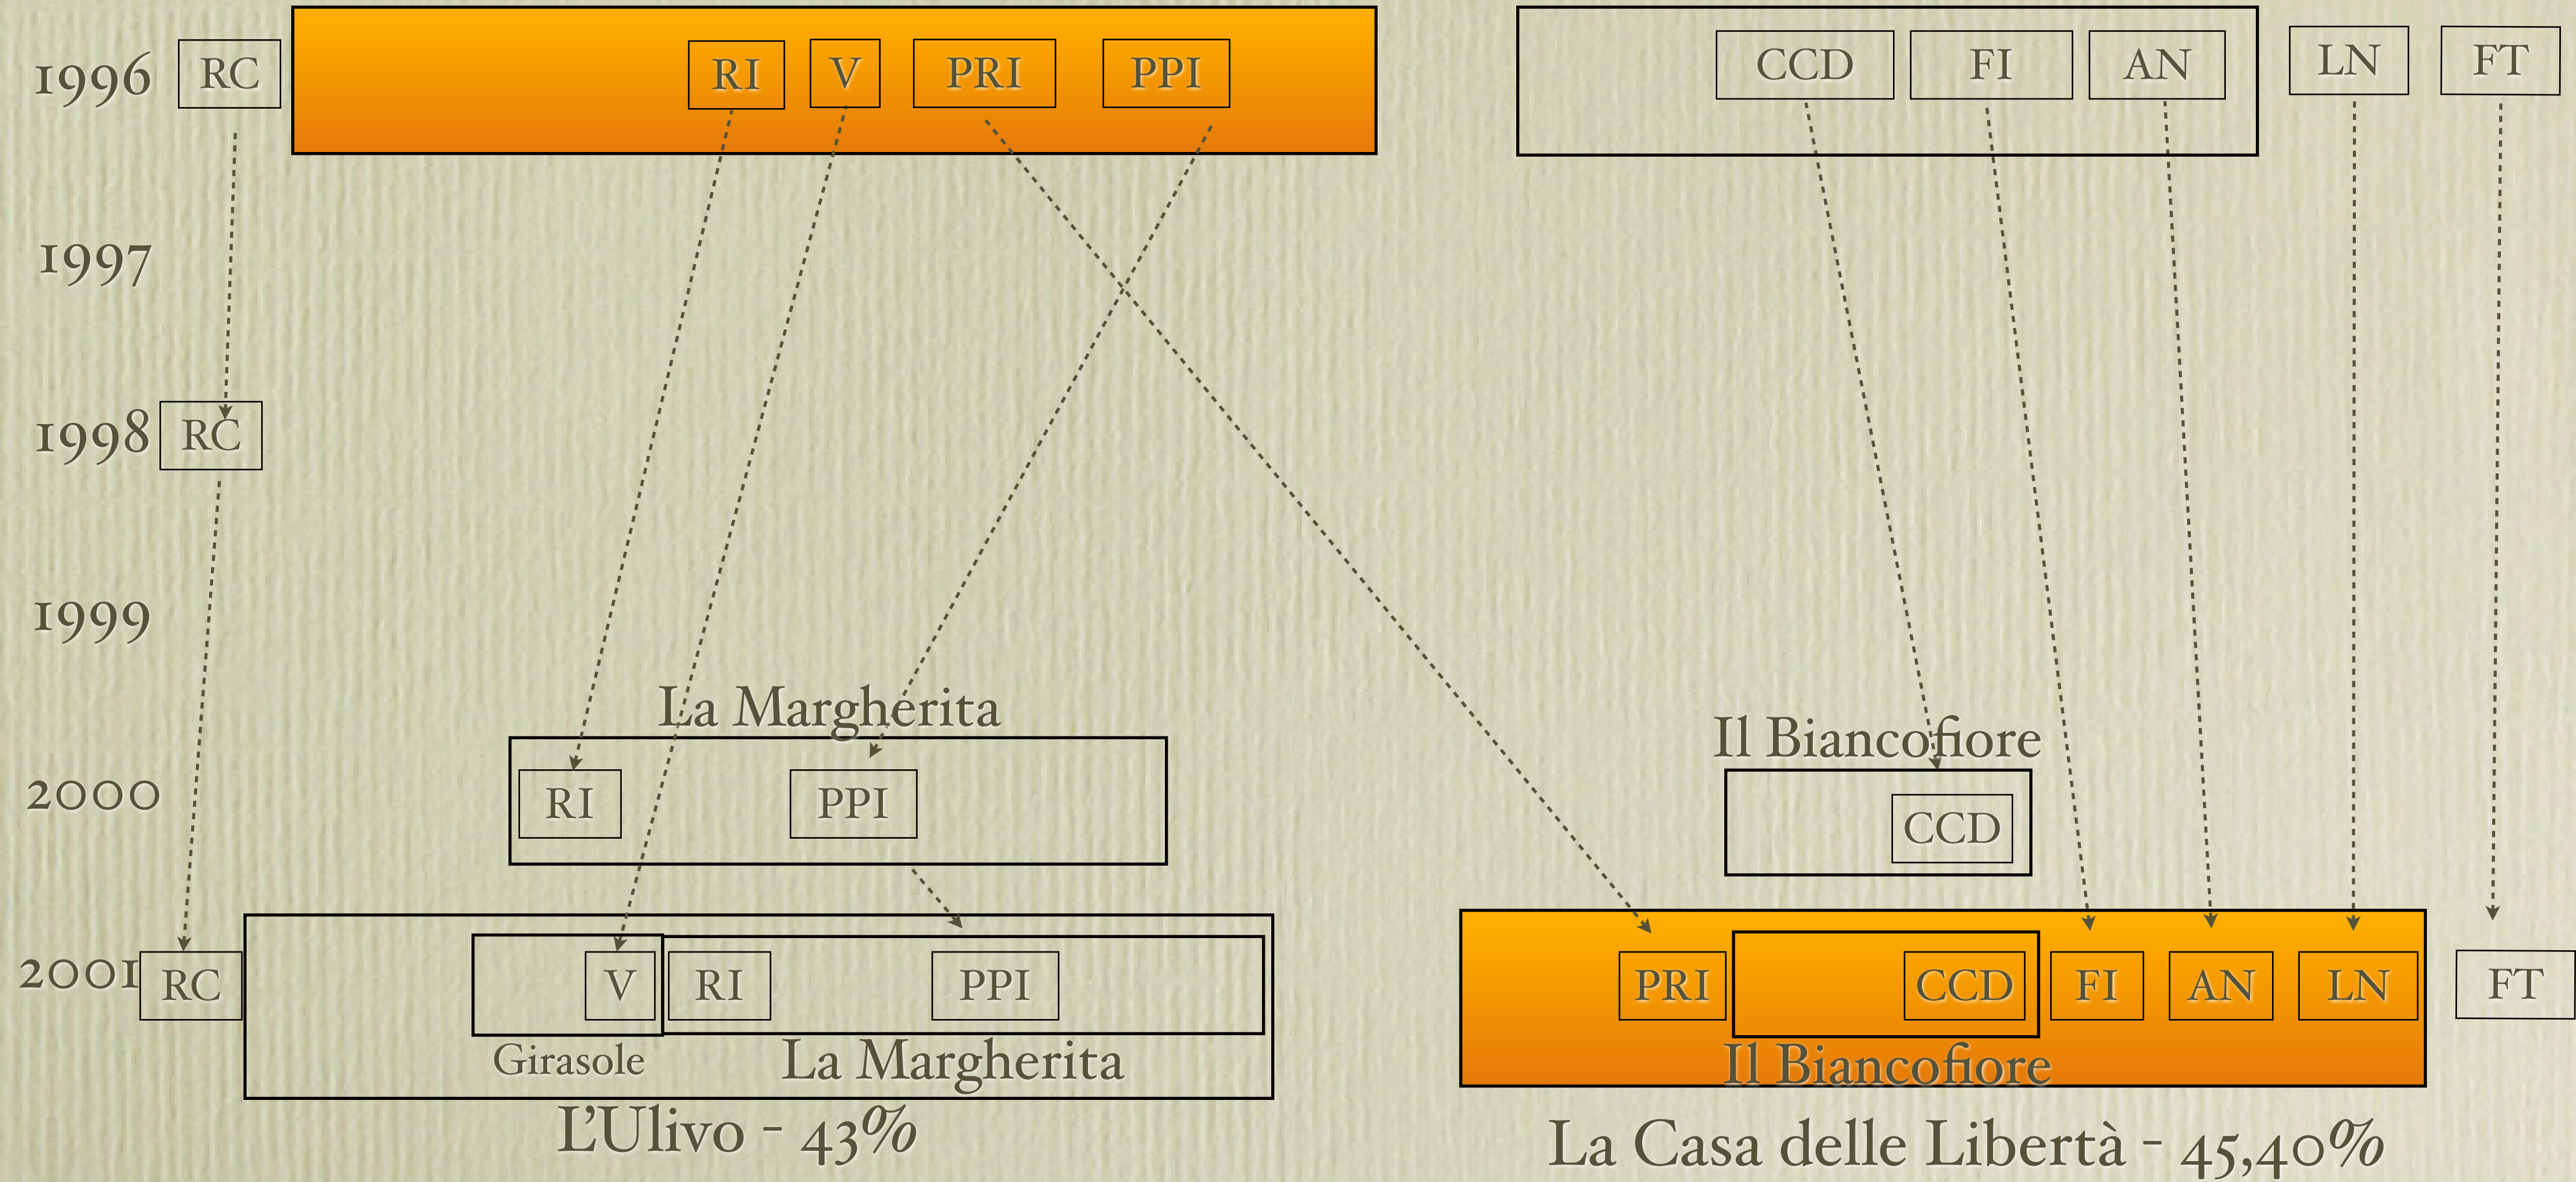 1996 RC RI V PRI PPI CCD FI AN LN FT
1997
1998 RC
1999
La Margherita Il Biancofiore
2000 RI PPI CCD
2001 RC V RI PPI PRI CCD FI AN LN FT
Girasole La Margherita Il Biancofiore
L'Ulivo - 43% La Casa delle Libertà - 45,40%